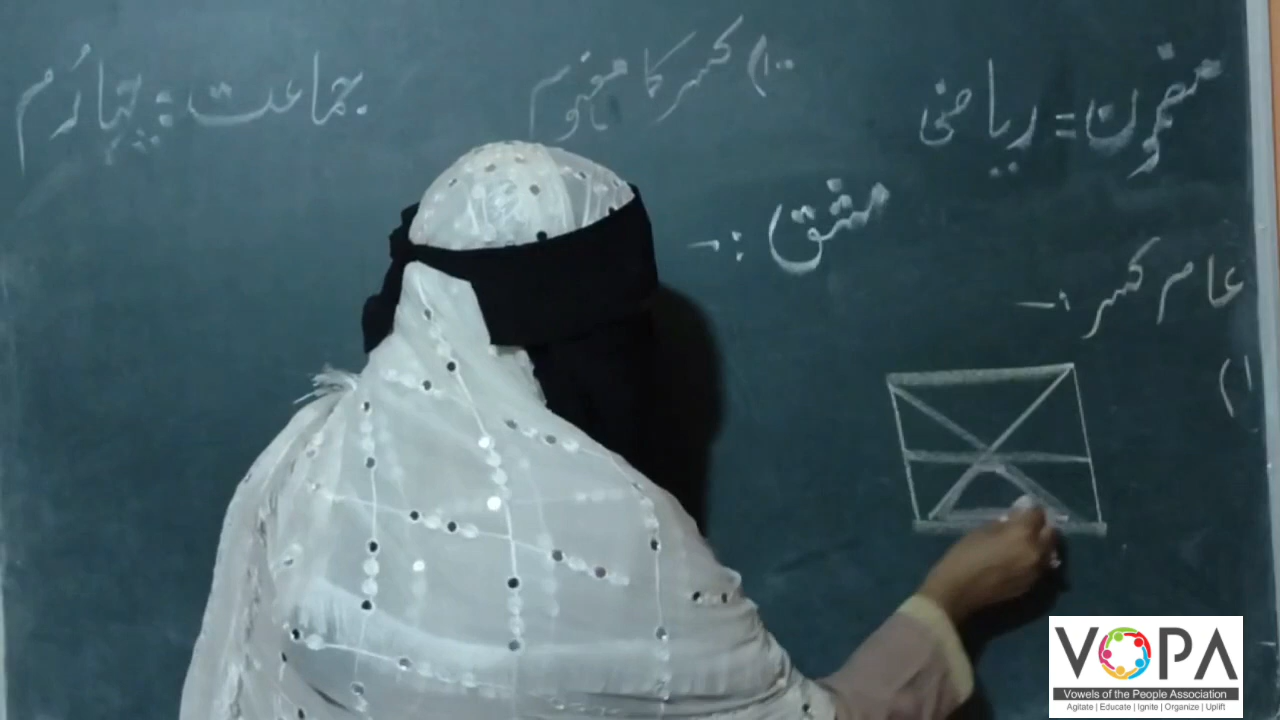 مضمون = ریاضی
۱۰) کسر کا مفہوم
جماعت = چہارُم
مشق :-
عام کسر :-
۱)
VOPA
Vowels of the People Association
Agitate | Educate | Ignite | Organize | Uplift